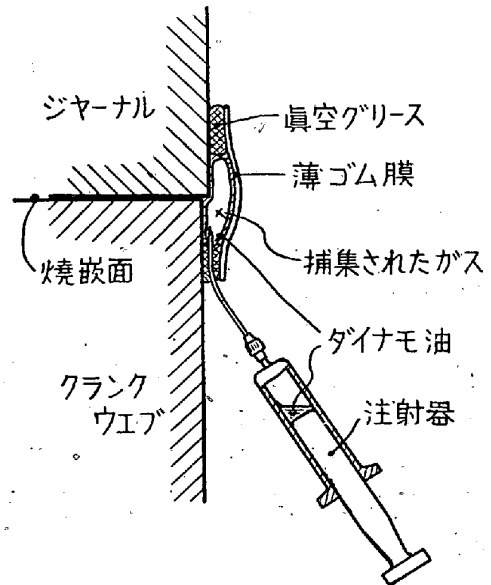 ジヤーナル
眞空グリース
薄ゴム膜
捕集されたガス
焼嵌面
ダイナモ油
クランク
ウエブ
注射器